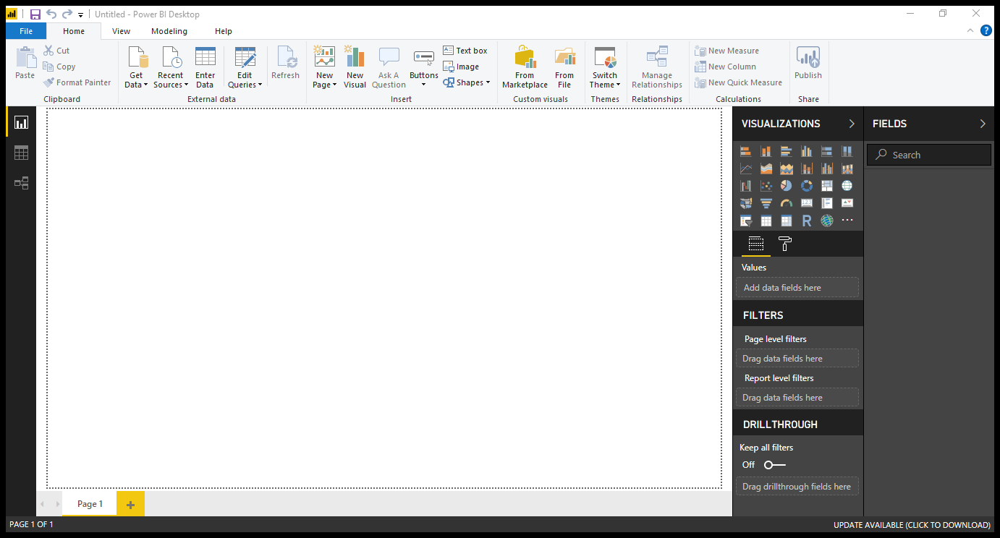 Untitled - Power BI Desktop
File Home View Modeling Help
Paste
Cut
Copy
Format Painter
Clipboard
Get Data
Recent Sources
Enter Data
Edit Queries
Refresh
External data
New Page
New Visual
Ask A Question
Buttons
Text box
Image
Shapes
Insert
From Marketplace
From File
Custom visuals
Switch Theme
Themes
Manage Relationships
Relationships
New Measure
New Column
New Quick Measure
Calculations
Publish
Share
VISUALIZATIONS
R
Values
Add data fields here
FILTERS
Page level filters
Drag data fields here
Report level filters
Drag data fields here
DRILLTHROUGH
Keep all filters
Off
Drag drillthrough fields here
FIELDS
Search
Page 1
PAGE 1 OF 1
UPDATE AVAILABLE (CLICK TO DOWNLOAD)